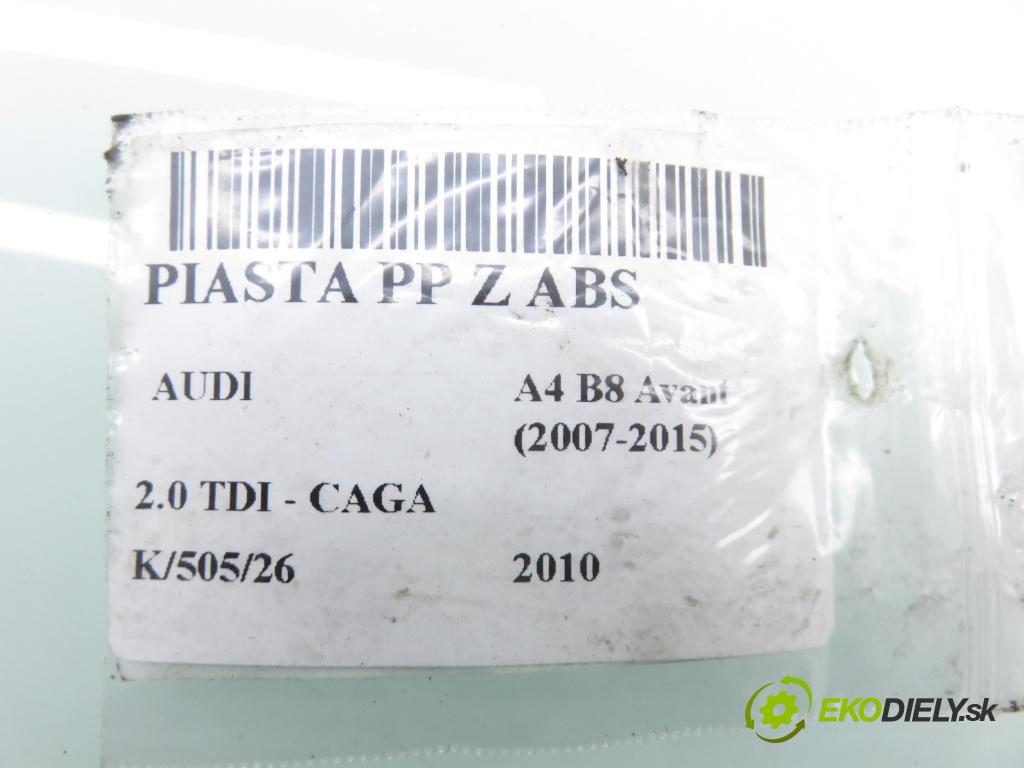 PIASTA PP Z ABS
AUDI A4 B8 Avant
(2007-2015)
2.0 TDI - CAGA
K/505/26 2010
EKODIELY.sk